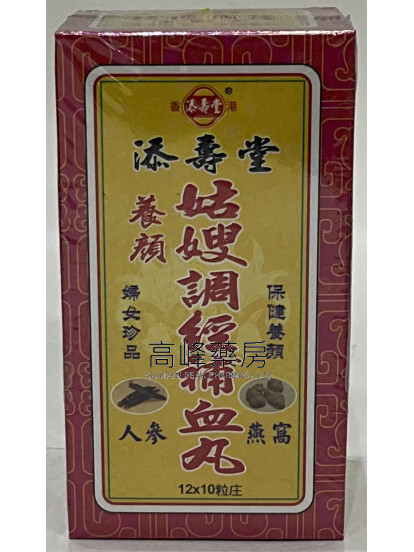 香 添壽堂 ® 港
添壽堂
養顏
姑嫂調經補血丸
婦女珍品
保健養顏
高峰藥房
人參
燕窩
12x10粒庄